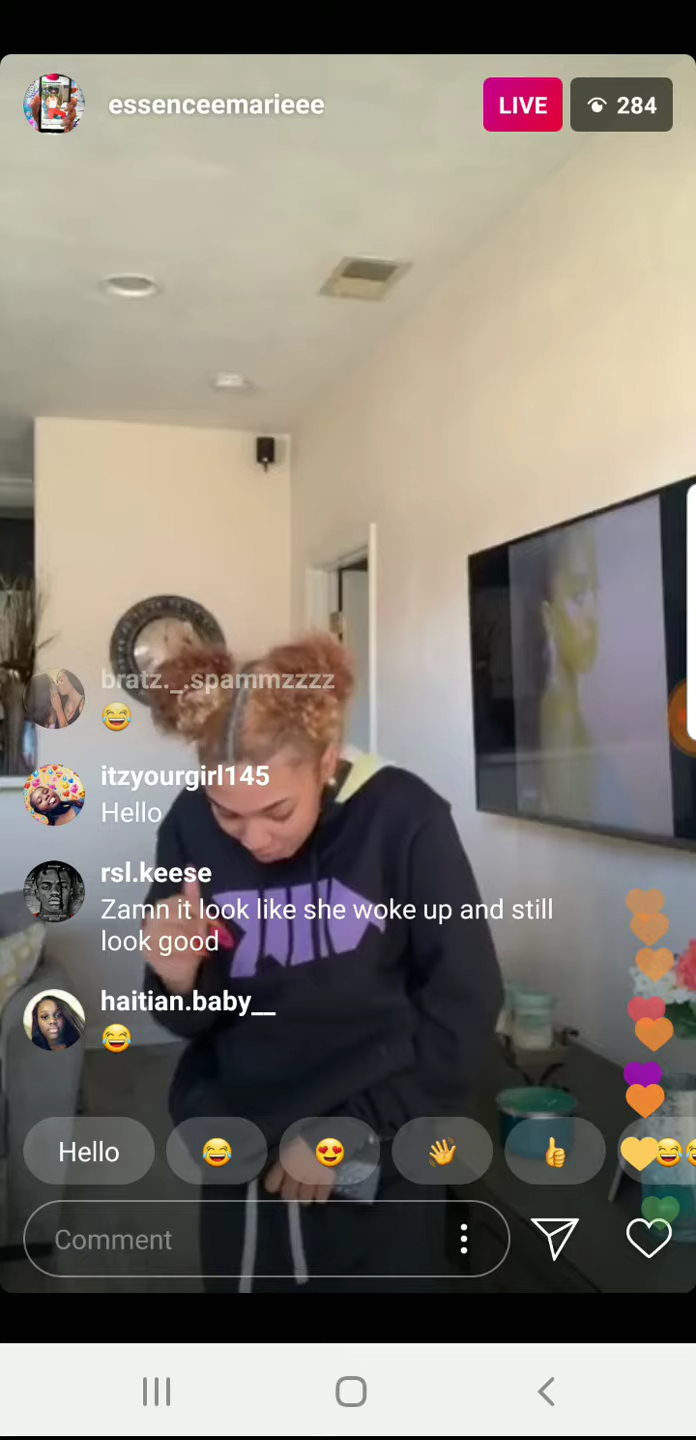 essenceemarieee
LIVE
284
bratz._.spammzzzz
😂
itzyourgirl145
Hello
rsl.keese
Zamn it look like she woke up and still
look good
haitian.baby__
😂
Hello 😂 😍 👋 👍
Comment